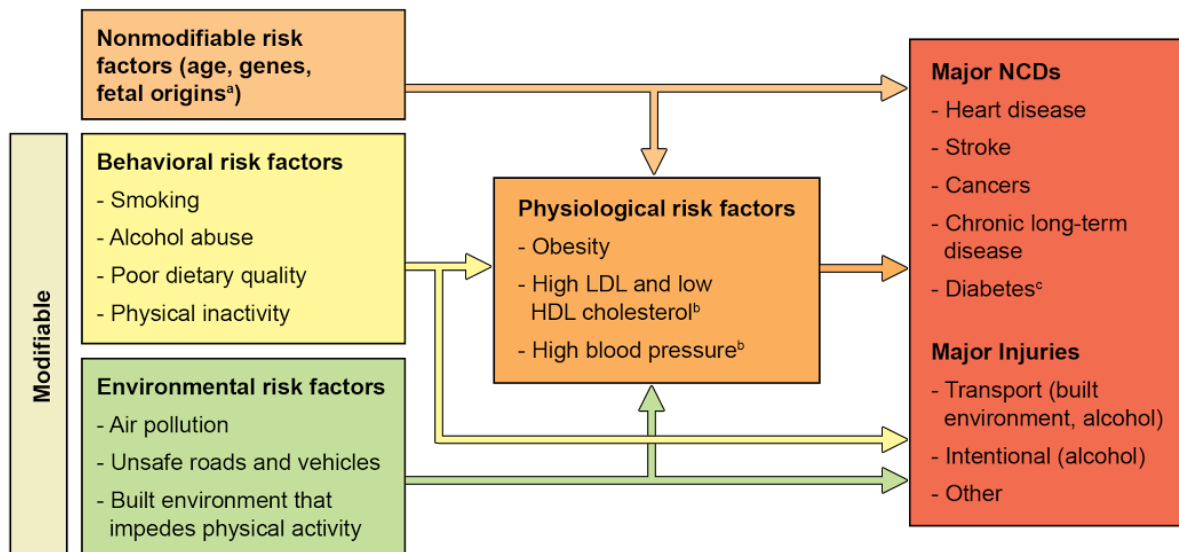 Nonmodifiable risk
factors (age, genes,
fetal originsᵃ)
Modifiable
Behavioral risk factors
- Smoking
- Alcohol abuse
- Poor dietary quality
- Physical inactivity
Environmental risk factors
- Air pollution
- Unsafe roads and vehicles
- Built environment that
impedes physical activity
Physiological risk factors
- Obesity
- High LDL and low
HDL cholesterolᵇ
- High blood pressureᵇ
Major NCDs
- Heart disease
- Stroke
- Cancers
- Chronic long-term
disease
- Diabetesᶜ
Major Injuries
- Transport (built
environment, alcohol)
- Intentional (alcohol)
- Other